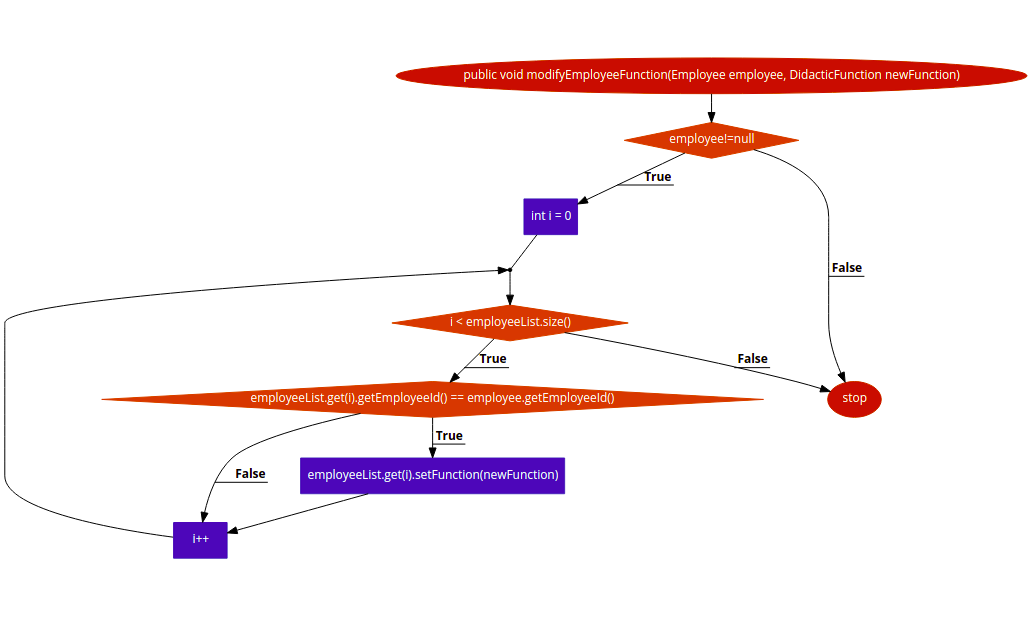 public void modifyEmployeeFunction(Employee employee, DidacticFunction newFunction)
employee!=null
True
int i = 0
False
i < employeeList.size()
True
False
employeeList.get(i).getEmployeeId() == employee.getEmployeeId()
stop
True
False
employeeList.get(i).setFunction(newFunction)
i++